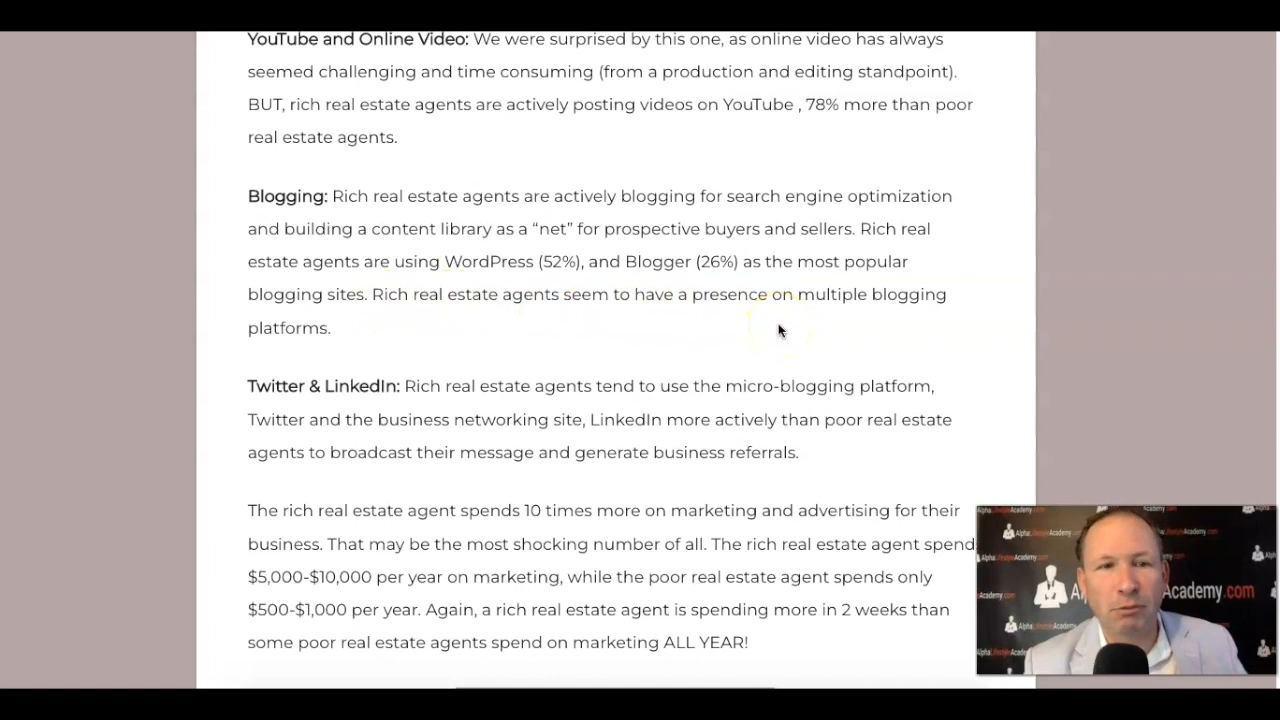 YouTube and Online Video: We were surprised by this one, as online video has always
seemed challenging and time consuming (from a production and editing standpoint).
BUT, rich real estate agents are actively posting videos on YouTube , 78% more than poor
real estate agents.
Blogging: Rich real estate agents are actively blogging for search engine optimization
and building a content library as a “net” for prospective buyers and sellers. Rich real
estate agents are using WordPress (52%), and Blogger (26%) as the most popular
blogging sites. Rich real estate agents seem to have a presence on multiple blogging
platforms.
Twitter & LinkedIn: Rich real estate agents tend to use the micro-blogging platform,
Twitter and the business networking site, LinkedIn more actively than poor real estate
agents to broadcast their message and generate business referrals.
The rich real estate agent spends 10 times more on marketing and advertising for their
business. That may be the most shocking number of all. The rich real estate agent spend
$5,000-$10,000 per year on marketing, while the poor real estate agent spends only
$500-$1,000 per year. Again, a rich real estate agent is spending more in 2 weeks than
some poor real estate agents spend on marketing ALL YEAR!
AlphaLifestyleAcademy.com
Academy.com